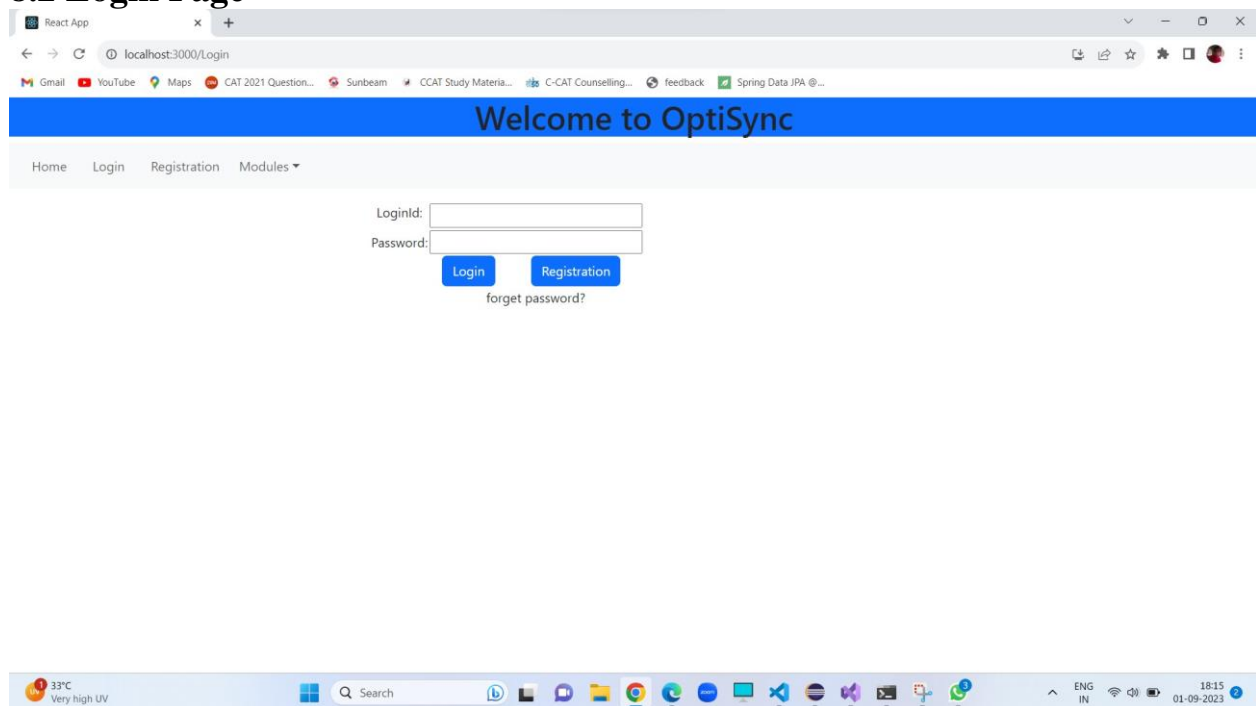 React App
localhost:3000/Login
Gmail YouTube Maps CAT 2021 Question... Sunbeam CCAT Study Materia... C-CAT Counselling... feedback Spring Data JPA @...
Welcome to OptiSync
Home Login Registration Modules
LoginId:
Password:
Login Registration
forget password?
33°C
Very high UV
Search
ENG
IN
18:15
01-09-2023